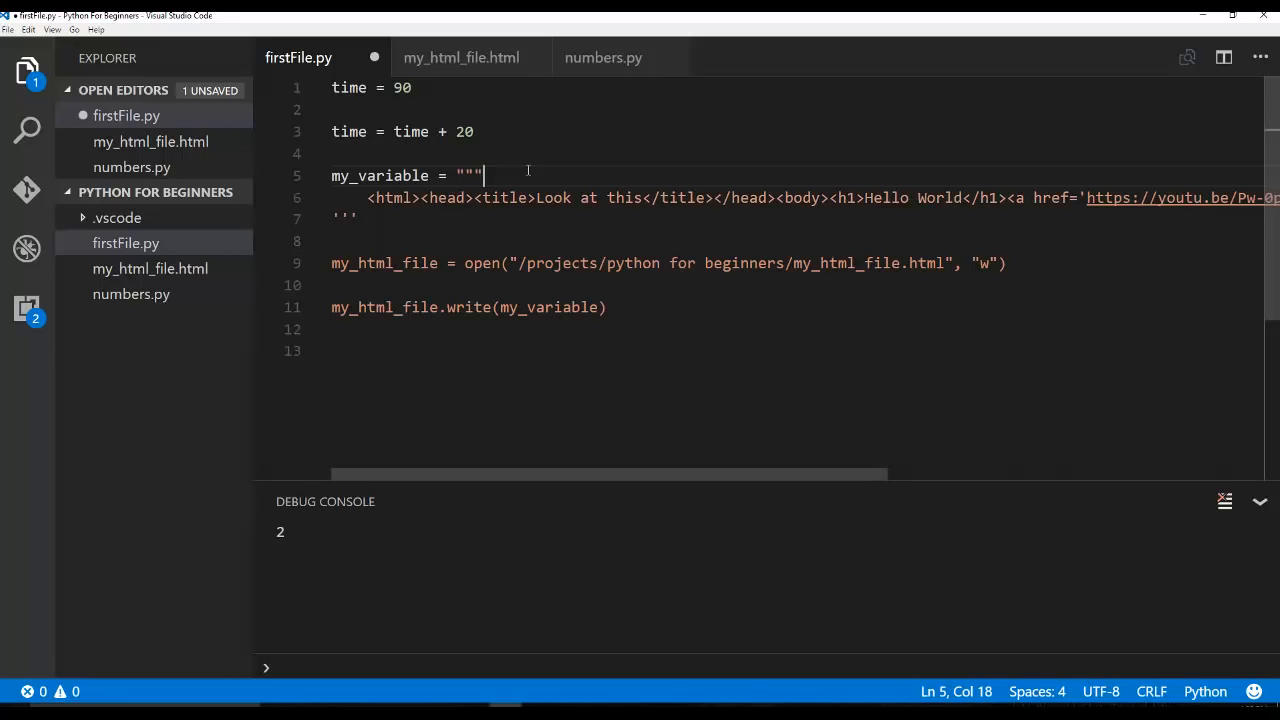 firstFile.py - Python For Beginners - Visual Studio Code
File Edit View Go Help
EXPLORER
OPEN EDITORS 1 UNSAVED
firstFile.py
my_html_file.html
numbers.py
PYTHON FOR BEGINNERS
.vscode
firstFile.py
my_html_file.html
numbers.py
1
2
firstFile.py my_html_file.html numbers.py
1 time = 90
2
3 time = time + 20
4
5 my_variable = """
6 <html><head><title>Look at this</title></head><body><h1>Hello World</h1><a href='https://youtu.be/Pw-0p
7 '''
8
9 my_html_file = open("/projects/python for beginners/my_html_file.html", "w")
10
11 my_html_file.write(my_variable)
12
13
DEBUG CONSOLE
2
0 0 Ln 5, Col 18 Spaces: 4 UTF-8 CRLF Python